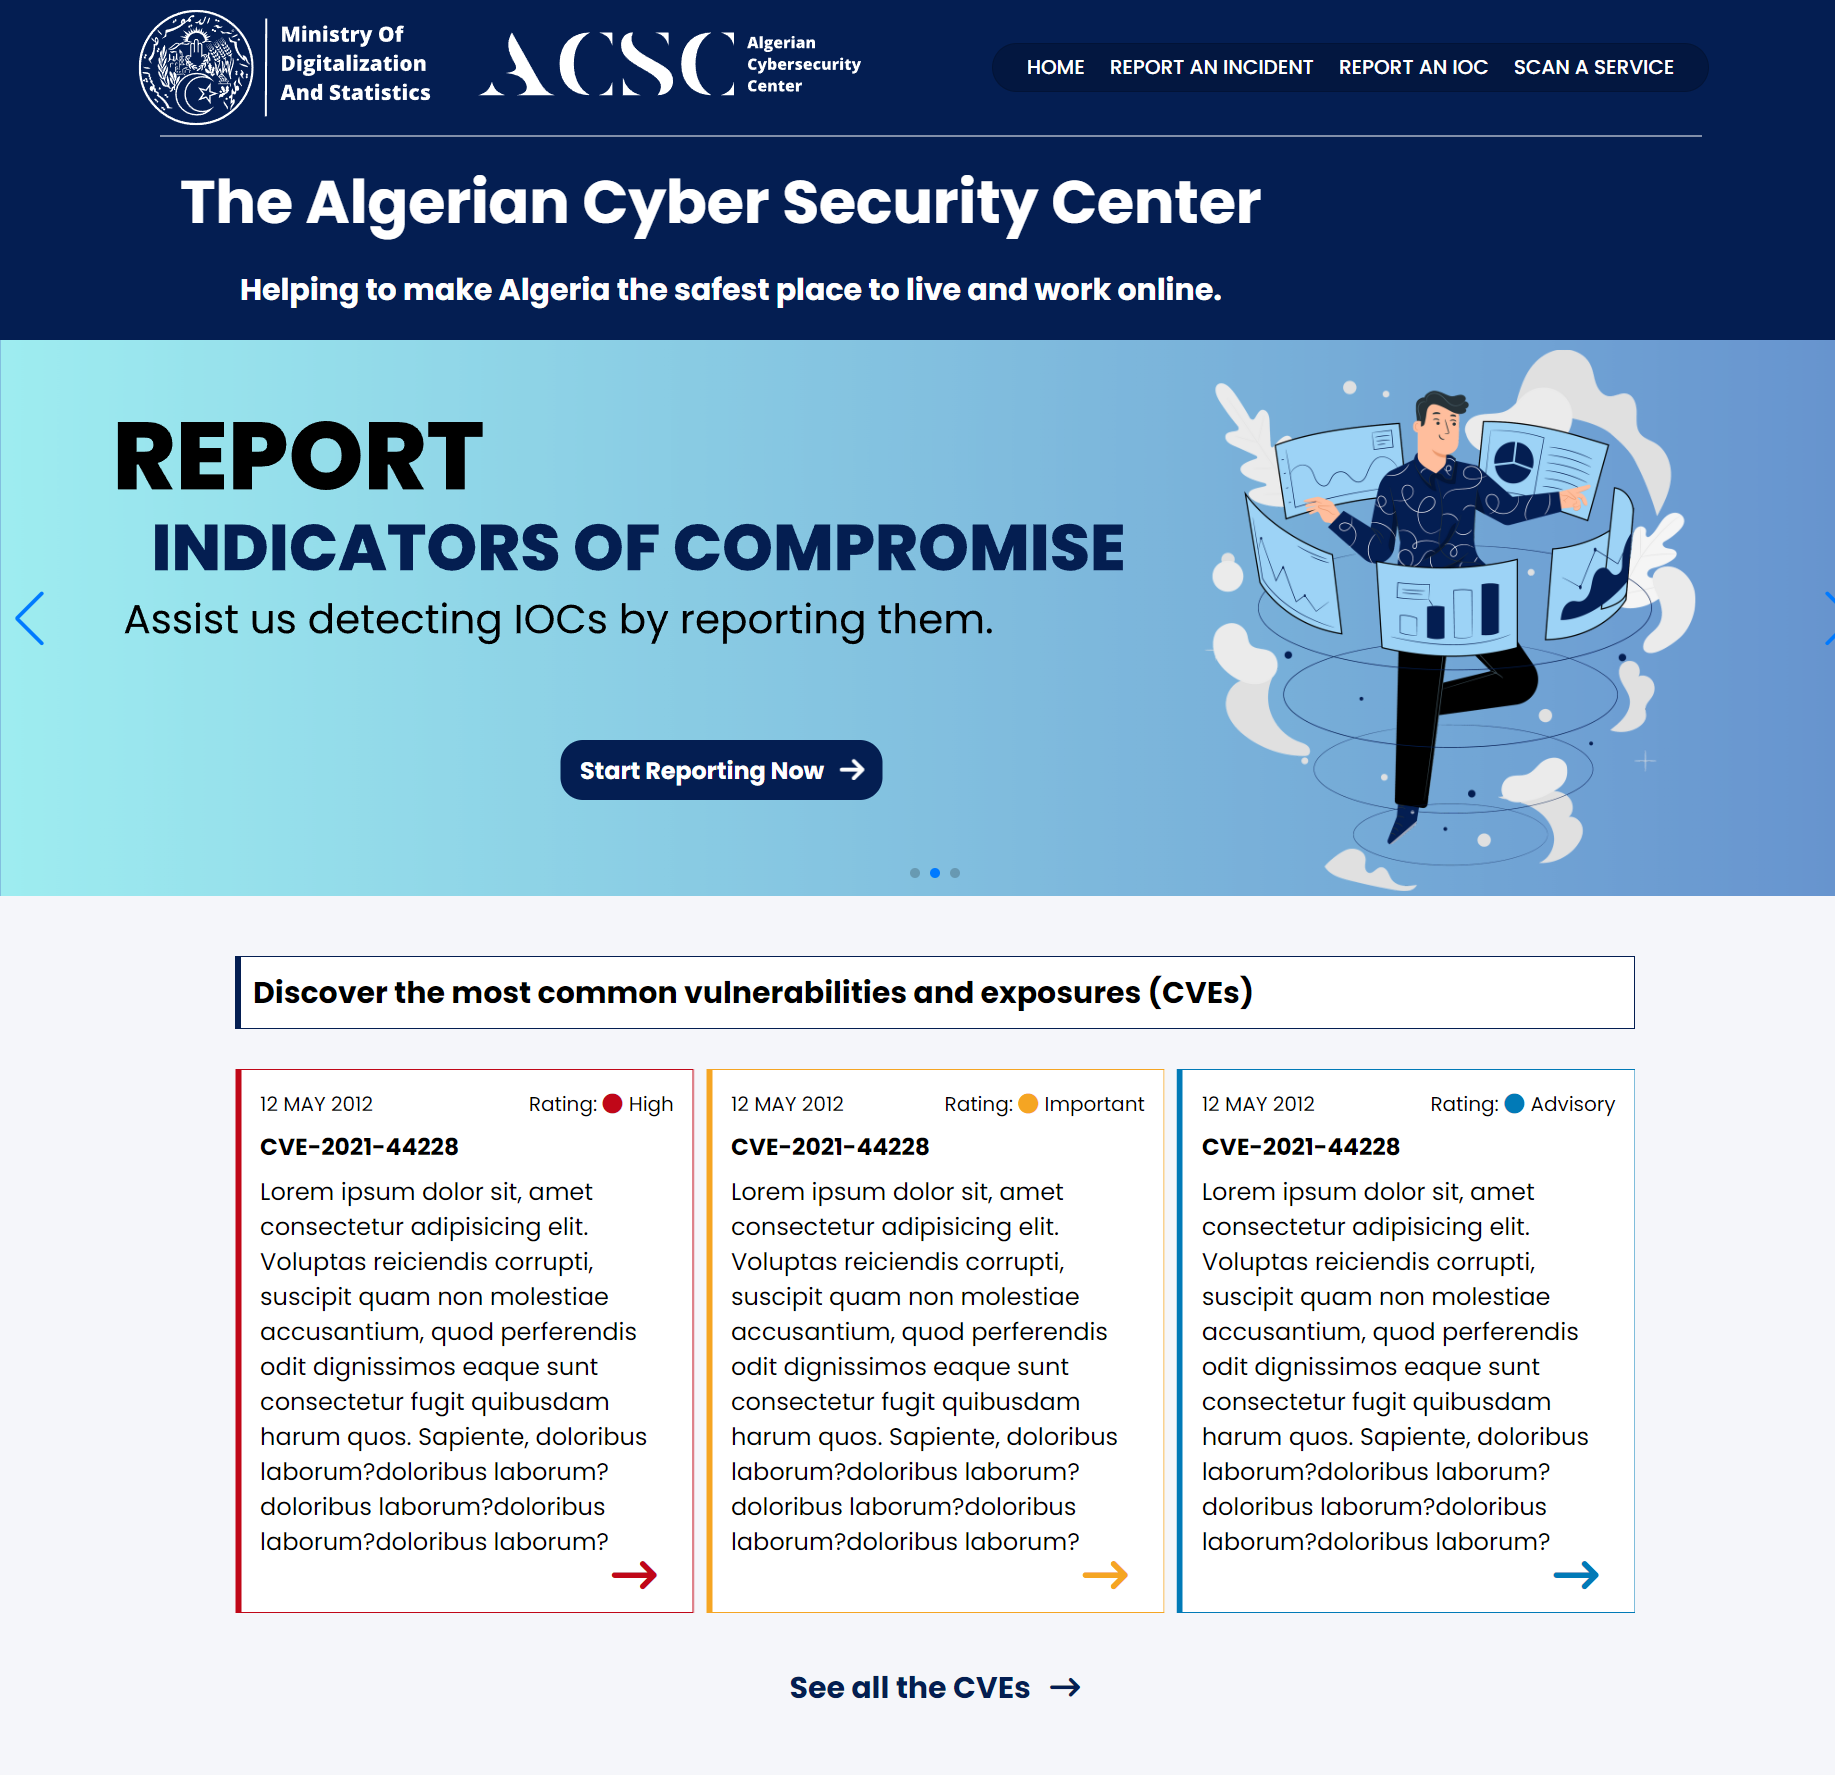 Ministry Of
Digitalization
And Statistics
ACSC
Algerian
Cybersecurity
Center
HOME REPORT AN INCIDENT REPORT AN IOC SCAN A SERVICE
The Algerian Cyber Security Center
Helping to make Algeria the safest place to live and work online.
REPORT
INDICATORS OF COMPROMISE
Assist us detecting IOCs by reporting them.
Start Reporting Now
Discover the most common vulnerabilities and exposures (CVEs)
12 MAY 2012 Rating: High
CVE-2021-44228
Lorem ipsum dolor sit, amet
consectetur adipisicing elit.
Voluptas reiciendis corrupti,
suscipit quam non molestiae
accusantium, quod perferendis
odit dignissimos eaque sunt
consectetur fugit quibusdam
harum quos. Sapiente, doloribus
laborum?doloribus laborum?
doloribus laborum?doloribus
laborum?doloribus laborum?
12 MAY 2012 Rating: Important
CVE-2021-44228
Lorem ipsum dolor sit, amet
consectetur adipisicing elit.
Voluptas reiciendis corrupti,
suscipit quam non molestiae
accusantium, quod perferendis
odit dignissimos eaque sunt
consectetur fugit quibusdam
harum quos. Sapiente, doloribus
laborum?doloribus laborum?
doloribus laborum?doloribus
laborum?doloribus laborum?
12 MAY 2012 Rating: Advisory
CVE-2021-44228
Lorem ipsum dolor sit, amet
consectetur adipisicing elit.
Voluptas reiciendis corrupti,
suscipit quam non molestiae
accusantium, quod perferendis
odit dignissimos eaque sunt
consectetur fugit quibusdam
harum quos. Sapiente, doloribus
laborum?doloribus laborum?
doloribus laborum?doloribus
laborum?doloribus laborum?
See all the CVEs